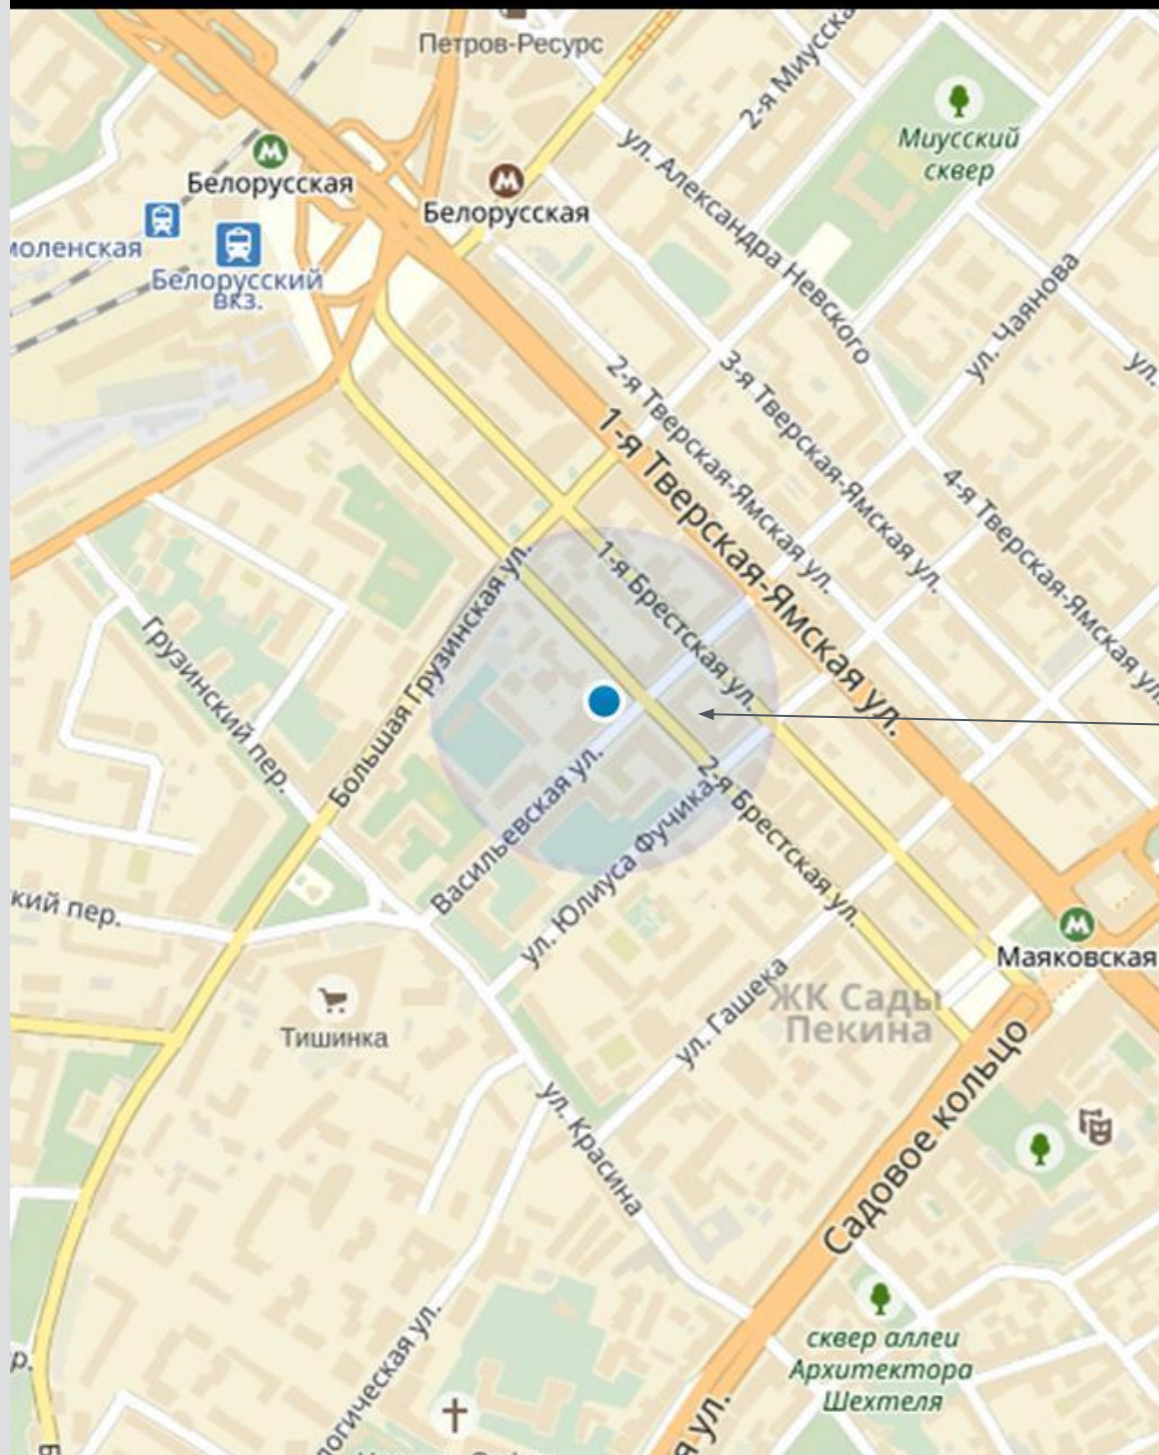 Петров-Ресурс
2-я Миусска
Миусский
сквер
Белорусская
Белорусская
ул. Александра Невского
моленская
Белорусский
вкз.
ул. Чаянова
ул.
2-я Тверская-Ямская ул.
3-я Тверская-Ямская ул.
1-я Тверская-Ямская ул.
4-я Тверская-Ямская ул.
1-я Брестская ул.
Большая Грузинская ул.
Грузинский пер.
Васильевская ул.
2-я Брестская ул.
ул. Юлиуса Фучика
кий пер.
Маяковская
ЖК Сады
Пекина
ул. Гашека
Тишинка
Садовое кольцо
ул. Красина
сквер аллеи
Архитектора
Шехтеля
логическая ул.
р.
я ул.